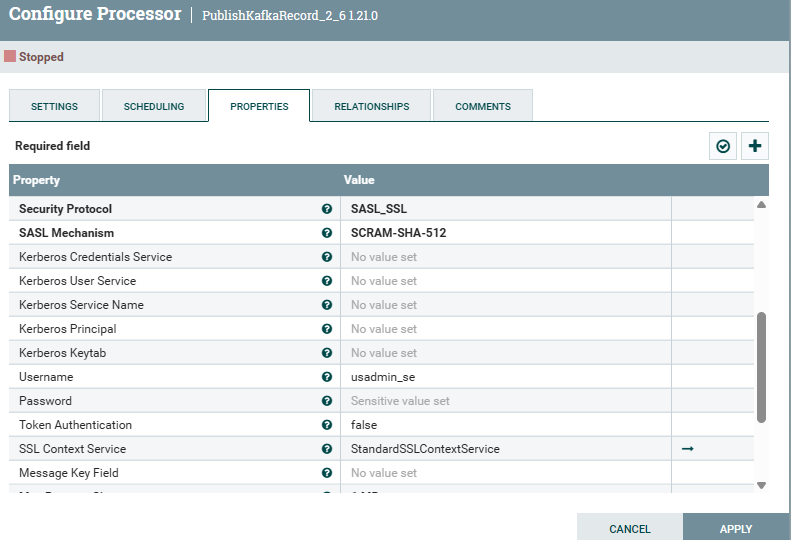 Configure Processor | PublishKafkaRecord_2_6 1.21.0
Stopped
SETTINGS SCHEDULING PROPERTIES RELATIONSHIPS COMMENTS
Required field
Property Value
Security Protocol SASL_SSL
SASL Mechanism SCRAM-SHA-512
Kerberos Credentials Service No value set
Kerberos User Service No value set
Kerberos Service Name No value set
Kerberos Principal No value set
Kerberos Keytab No value set
Username usadmin_se
Password Sensitive value set
Token Authentication false
SSL Context Service StandardSSLContextService
Message Key Field No value set
CANCEL APPLY